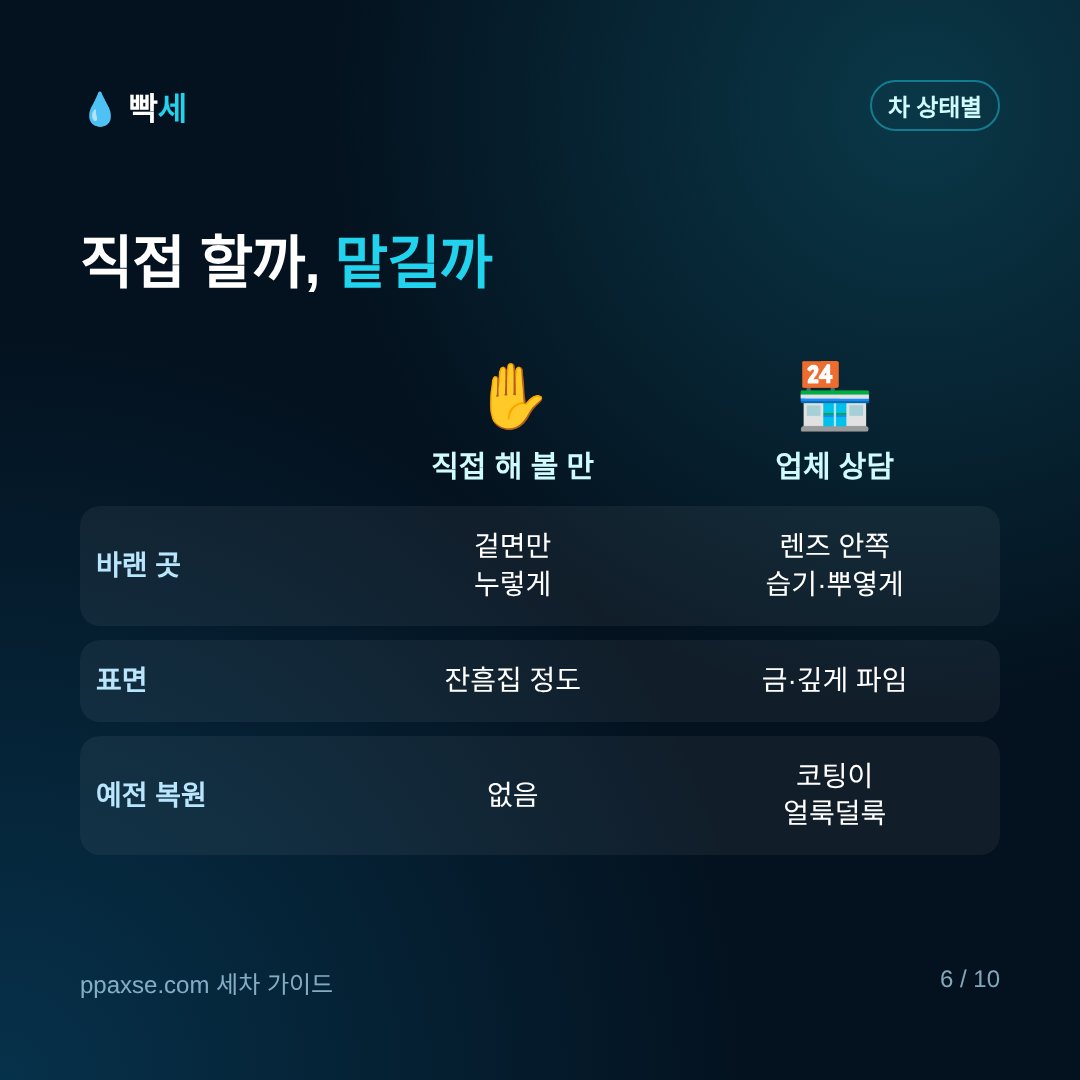 빡세
차 상태별
직접 할까, 맡길까
24
직접 해 볼 만
업체 상담
바랜 곳
겉면만
누렇게
렌즈 안쪽
습기·뿌옇게
표면
잔흠집 정도
금·깊게 파임
예전 복원
없음
코팅이
얼룩덜룩
ppaxse.com 세차 가이드
6 / 10